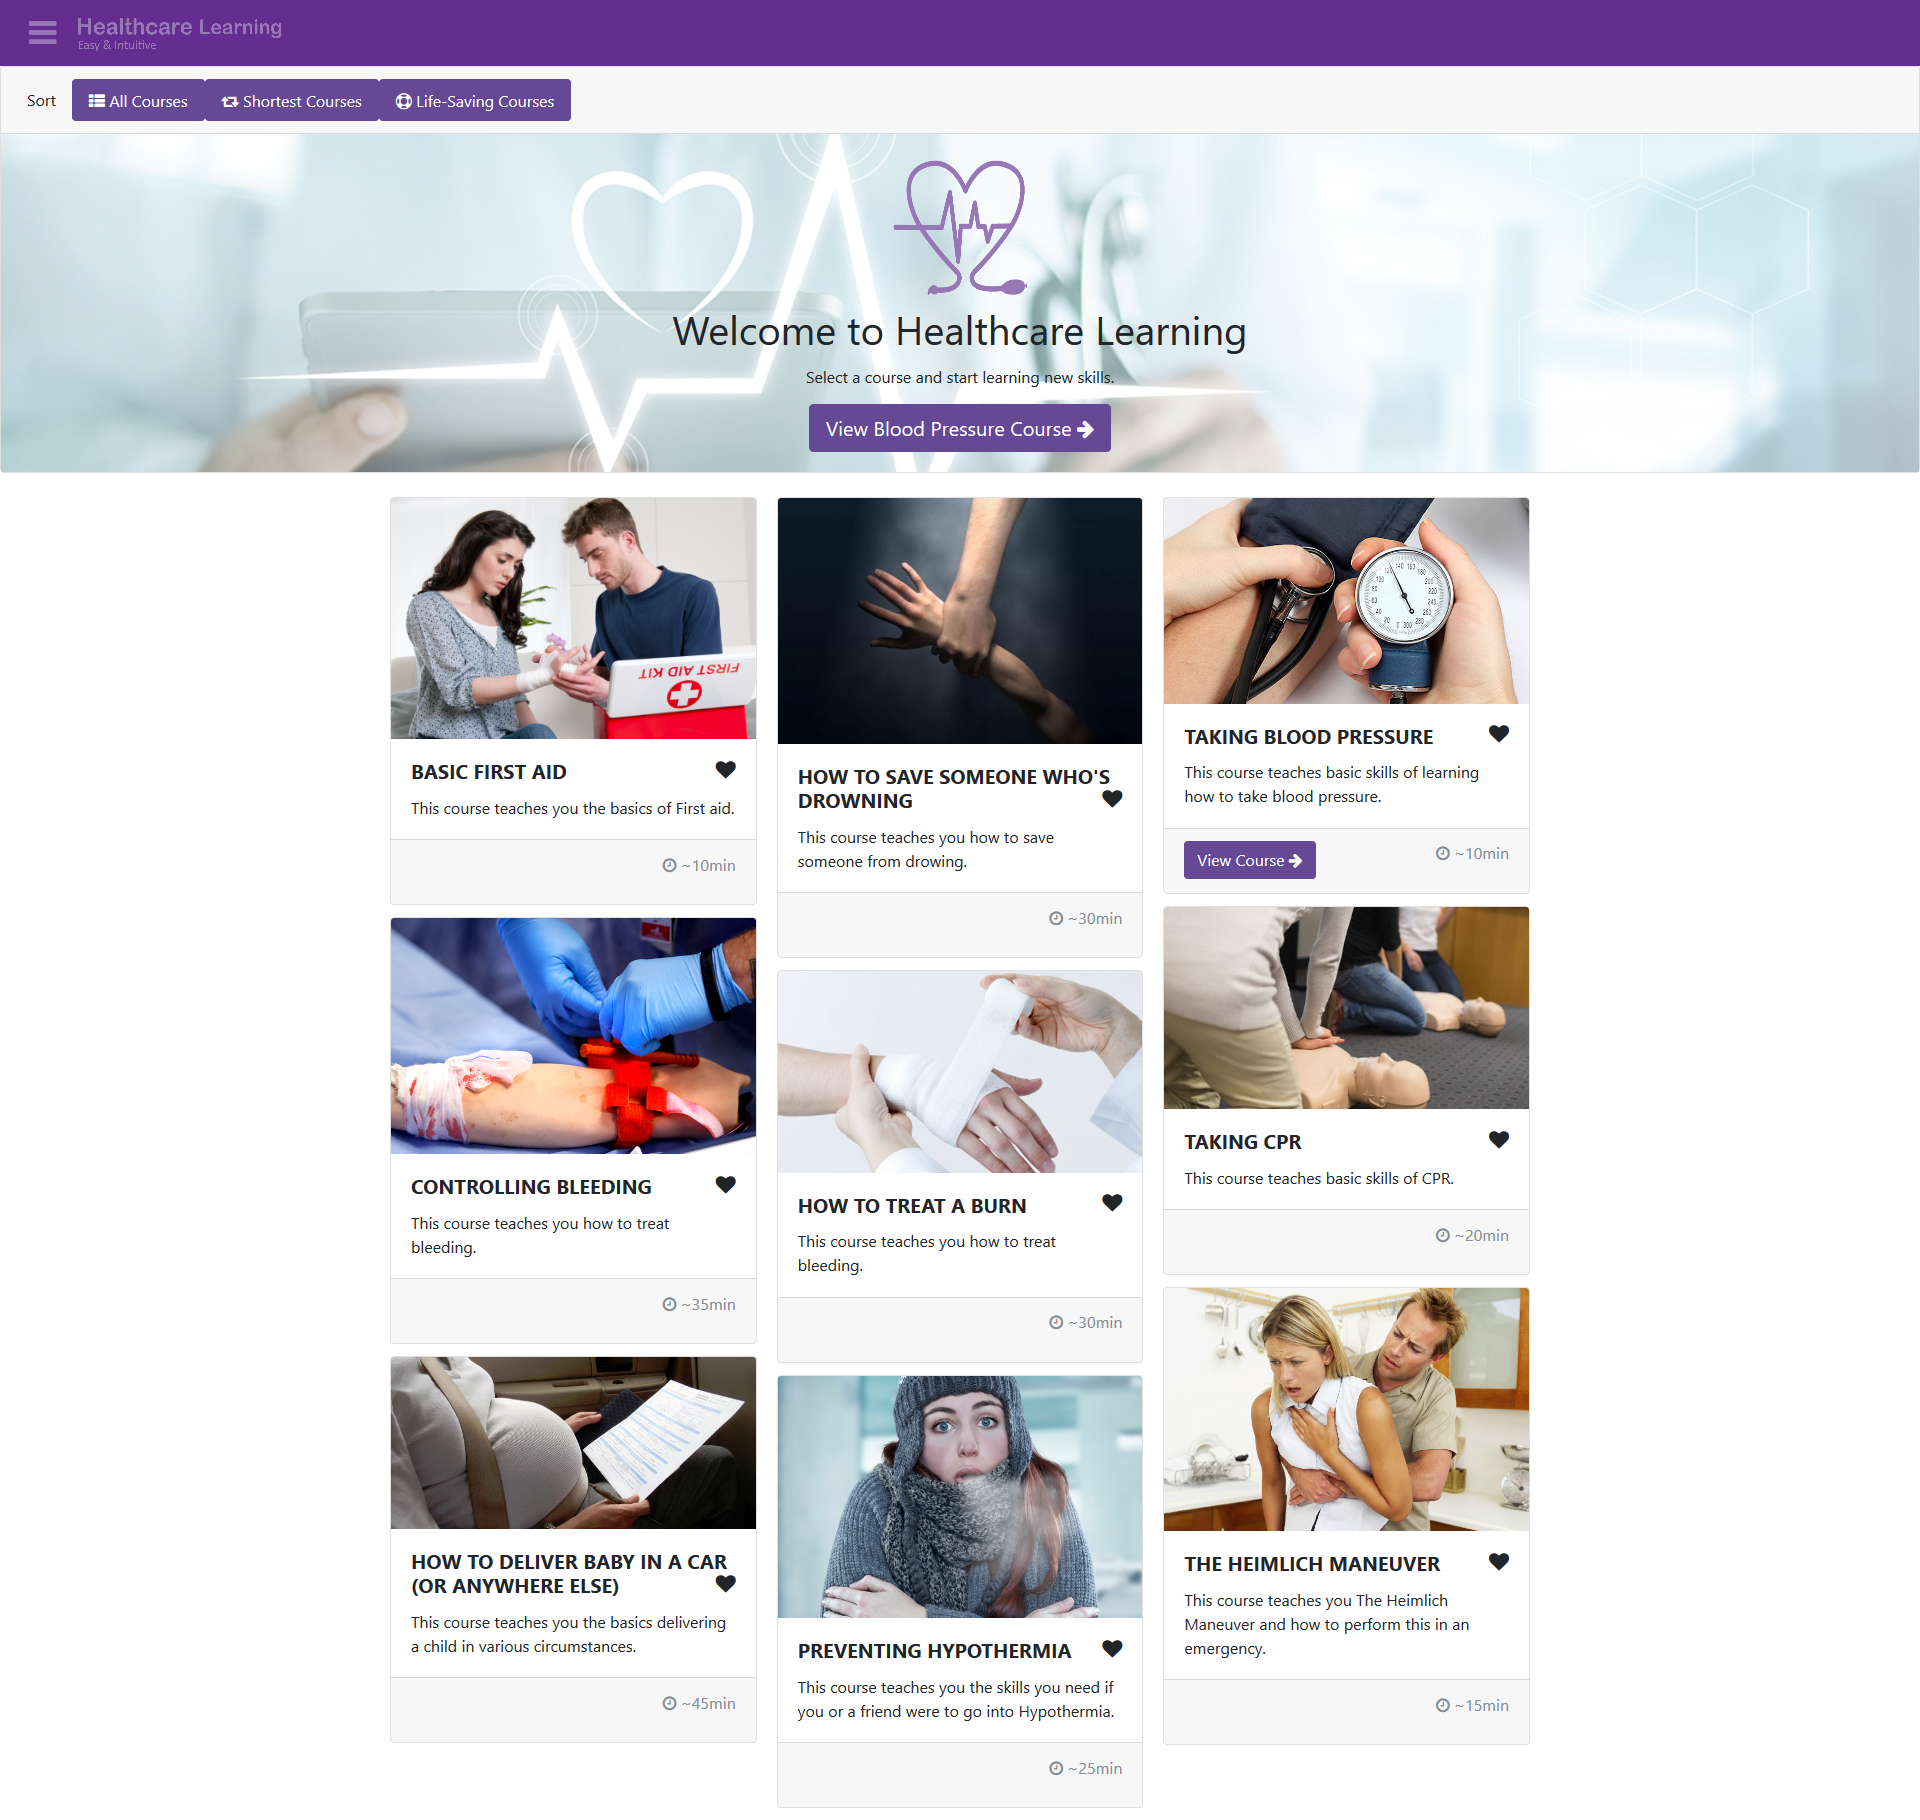 Healthcare Learning
Easy & Intuitive
Sort
All Courses
Shortest Courses
Life-Saving Courses
Welcome to Healthcare Learning
Select a course and start learning new skills.
View Blood Pressure Course
FIRST AID KIT
BASIC FIRST AID
This course teaches you the basics of First aid.
~10min
CONTROLLING BLEEDING
This course teaches you how to treat
bleeding.
~35min
HOW TO DELIVER BABY IN A CAR
(OR ANYWHERE ELSE)
This course teaches you the basics delivering
a child in various circumstances.
~45min
HOW TO SAVE SOMEONE WHO'S
DROWNING
This course teaches you how to save
someone from drowing.
~30min
HOW TO TREAT A BURN
This course teaches you how to treat
bleeding.
~30min
PREVENTING HYPOTHERMIA
This course teaches you the skills you need if
you or a friend were to go into Hypothermia.
~25min
TAKING BLOOD PRESSURE
This course teaches basic skills of learning
how to take blood pressure.
View Course
~10min
TAKING CPR
This course teaches basic skills of CPR.
~20min
THE HEIMLICH MANEUVER
This course teaches you The Heimlich
Maneuver and how to perform this in an
emergency.
~15min